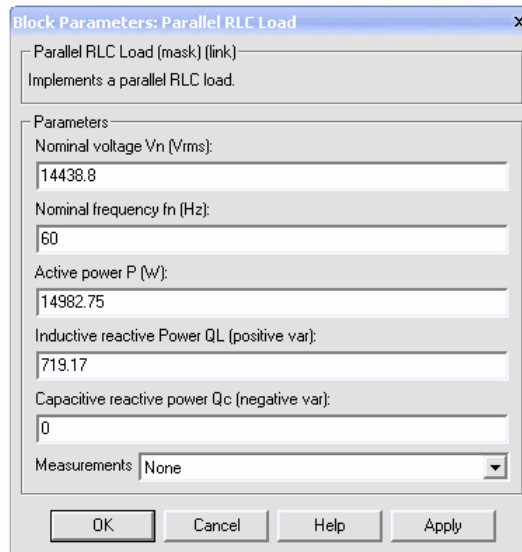 Block Parameters: Parallel RLC Load
Parallel RLC Load (mask) (link)
Implements a parallel RLC load.
Parameters
Nominal voltage Vn (Vrms):
14438.8
Nominal frequency fn (Hz):
60
Active power P (W):
14982.75
Inductive reactive Power QL (positive var):
719.17
Capacitive reactive power Qc (negative var):
0
Measurements None
OK Cancel Help Apply